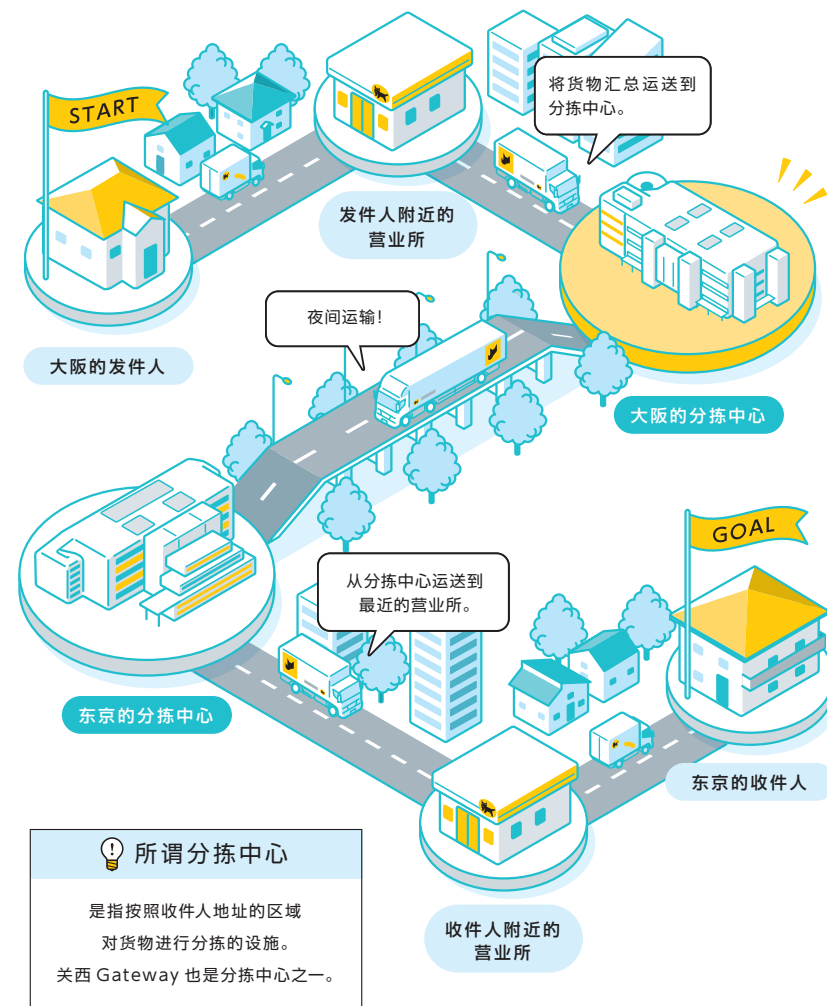 START
将货物汇总运送到
分拣中心。
发件人附近的
营业所
大阪的发件人
夜间运输!
大阪的分拣中心
GOAL
从分拣中心运送到
最近的营业所。
东京的分拣中心
东京的收件人
收件人附近的
营业所
所谓分拣中心
是指按照收件人地址的区域
对货物进行分拣的设施。
关西 Gateway 也是分拣中心之一。